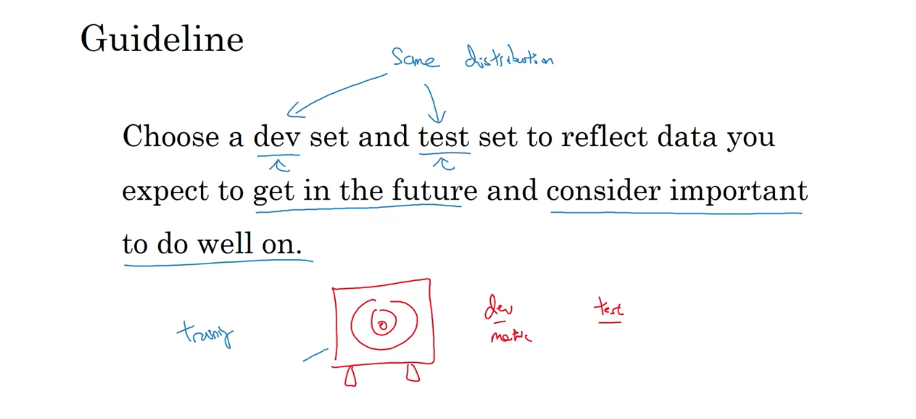 Guideline
Same distribution
Choose a dev set and test set to reflect data you
expect to get in the future and consider important
to do well on.
dev
test
metric
training